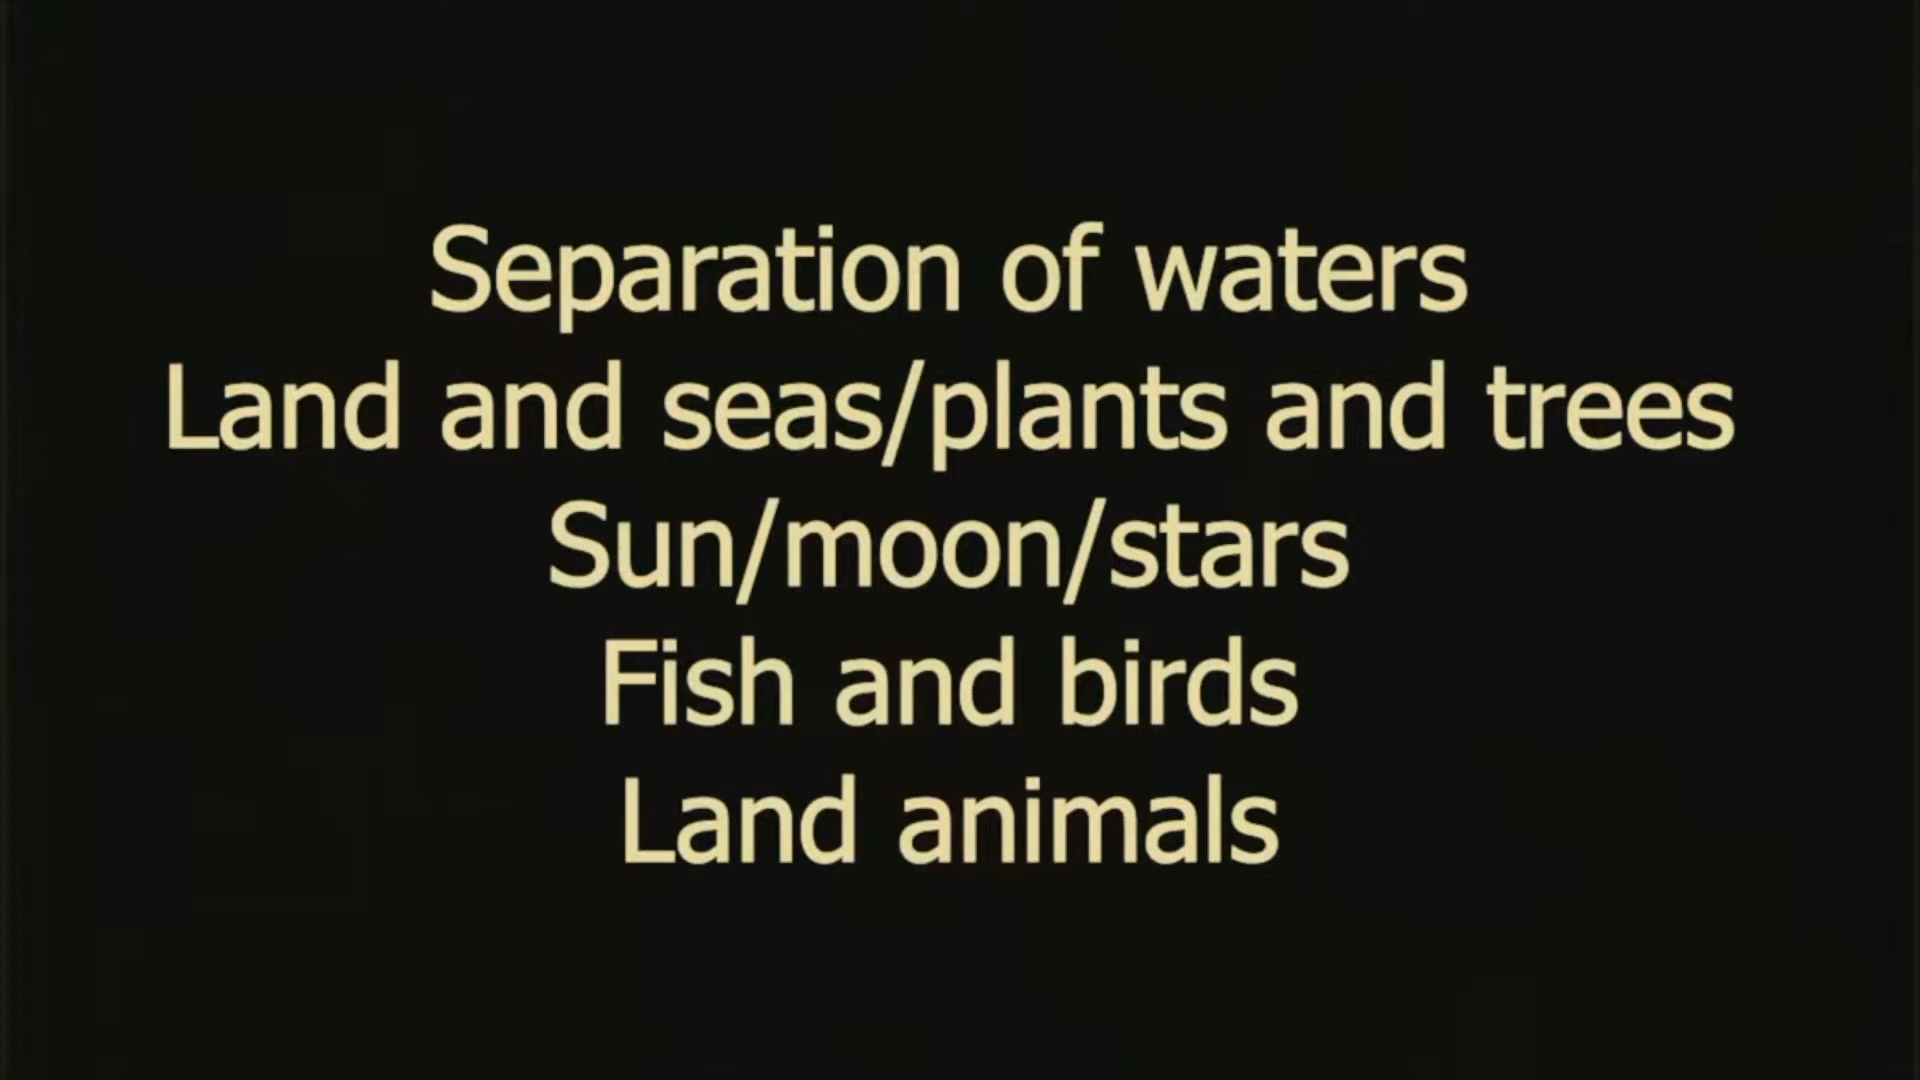 Separation of waters
Land and seas/plants and trees
Sun/moon/stars
Fish and birds
Land animals